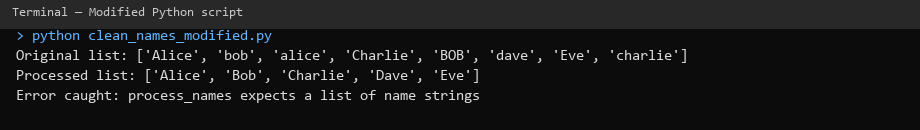 Terminal — Modified Python script
> python clean_names_modified.py
Original list: ['Alice', 'bob', 'alice', 'Charlie', 'BOB', 'dave', 'Eve', 'charlie']
Processed list: ['Alice', 'Bob', 'Charlie', 'Dave', 'Eve']
Error caught: process_names expects a list of name strings